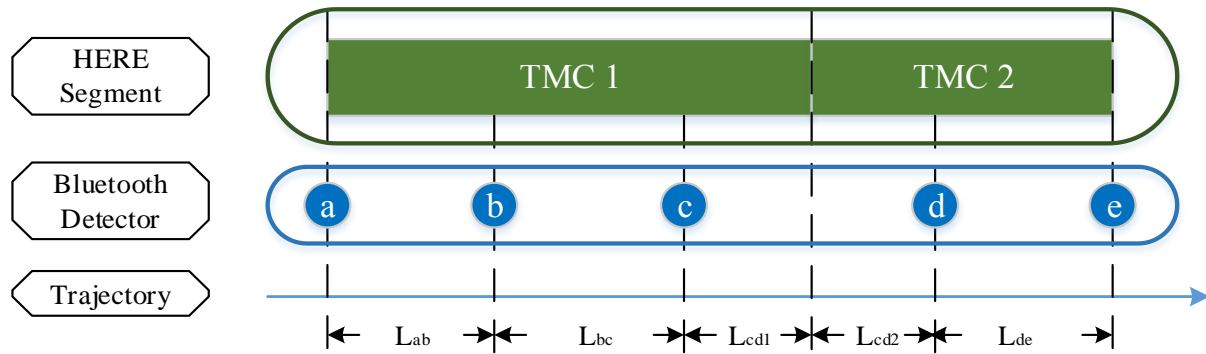 HERE
Segment
TMC 1
TMC 2
Bluetooth
Detector
a
b
c
d
e
Trajectory
Lab
Lbc
Lcd1
Lcd2
Lde